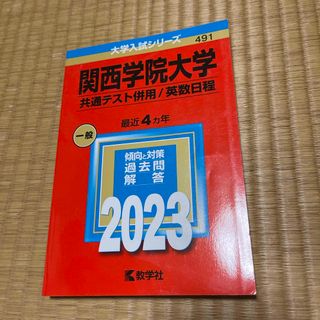 大学入試シリーズ 491
関西学院大学
共通テスト併用/英数日程
最近4カ年
一般
傾向と対策
過去問
解答
2023
教学社